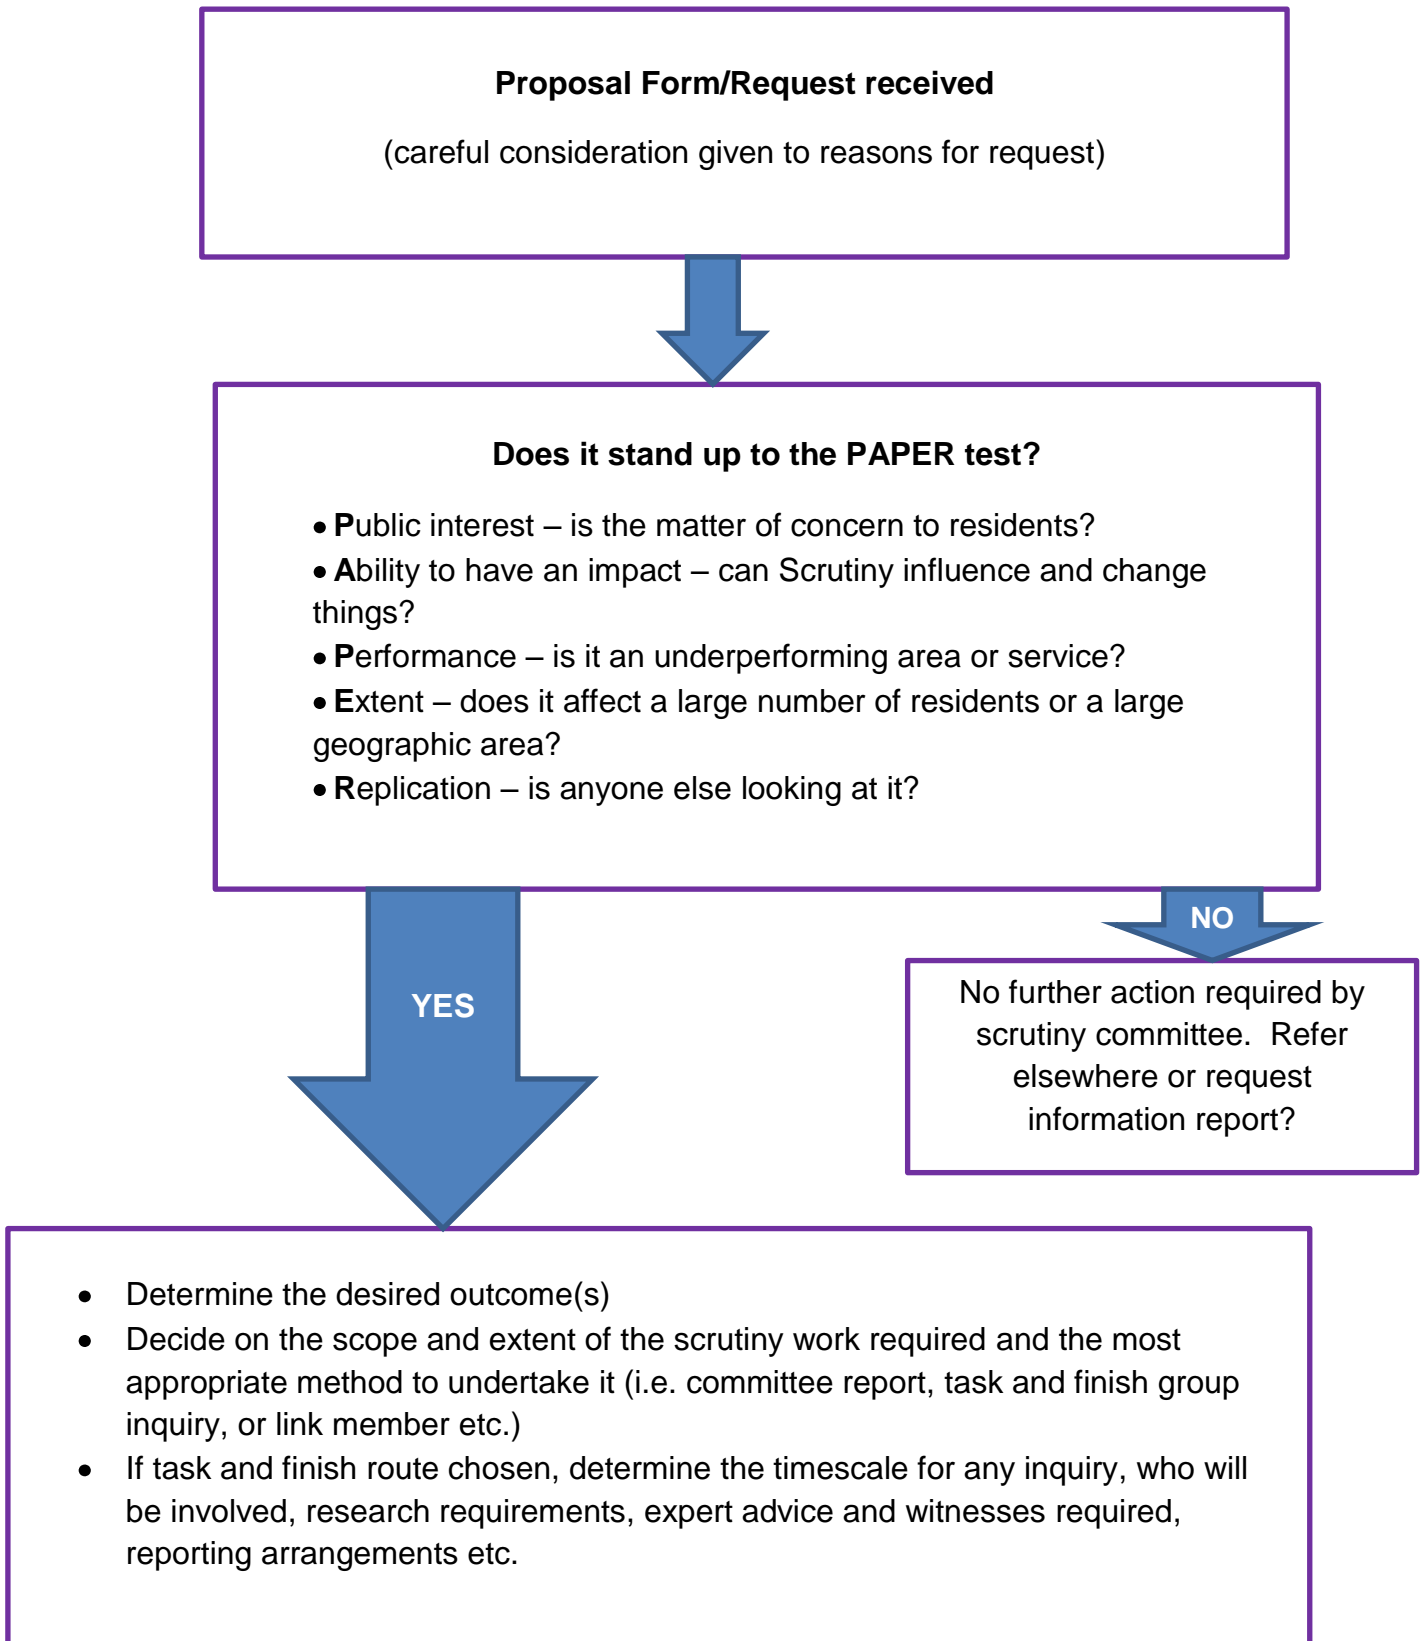 Proposal Form/Request received
(careful consideration given to reasons for request)
Does it stand up to the PAPER test?
• Public interest – is the matter of concern to residents?
• Ability to have an impact – can Scrutiny influence and change
things?
• Performance – is it an underperforming area or service?
• Extent – does it affect a large number of residents or a large
geographic area?
• Replication – is anyone else looking at it?
NO
YES
No further action required by
scrutiny committee.  Refer
elsewhere or request
information report?
• Determine the desired outcome(s)
• Decide on the scope and extent of the scrutiny work required and the most
appropriate method to undertake it (i.e. committee report, task and finish group
inquiry, or link member etc.)
• If task and finish route chosen, determine the timescale for any inquiry, who will
be involved, research requirements, expert advice and witnesses required,
reporting arrangements etc.